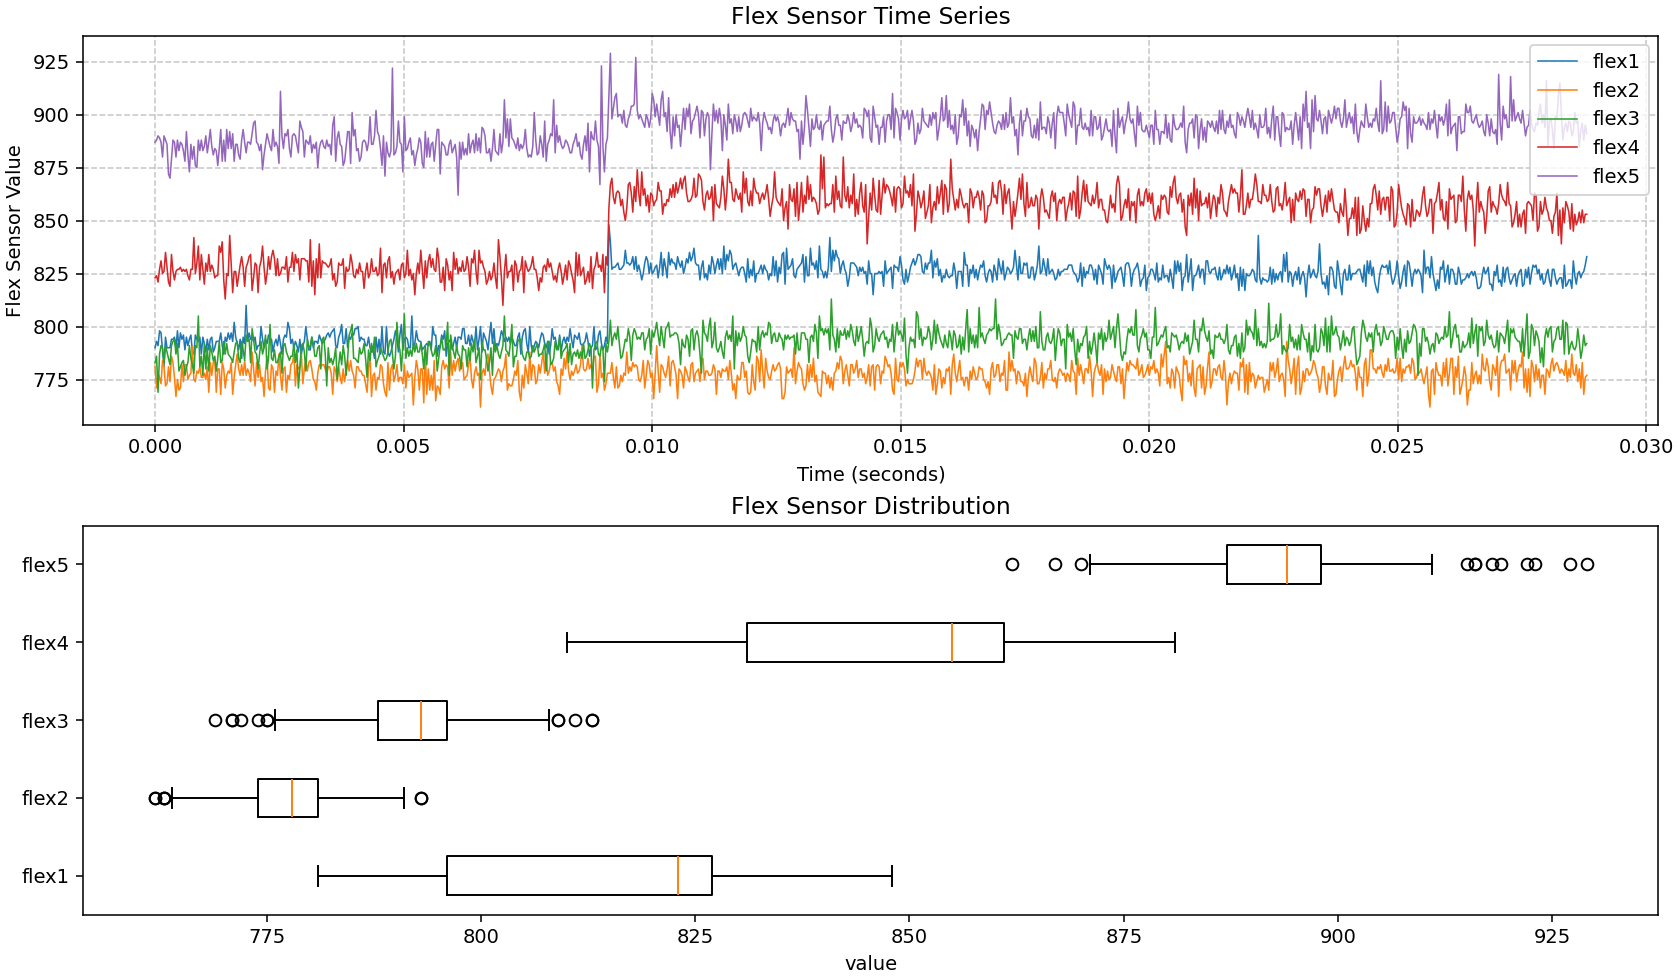 Flex Sensor Time Series
Flex Sensor Value
925
900
875
850
825
800
775
flex1
flex2
flex3
flex4
flex5
0.000 0.005 0.010 0.015 0.020 0.025 0.030
Time (seconds)
Flex Sensor Distribution
flex5
flex4
flex3
flex2
flex1
775 800 825 850 875 900 925
value